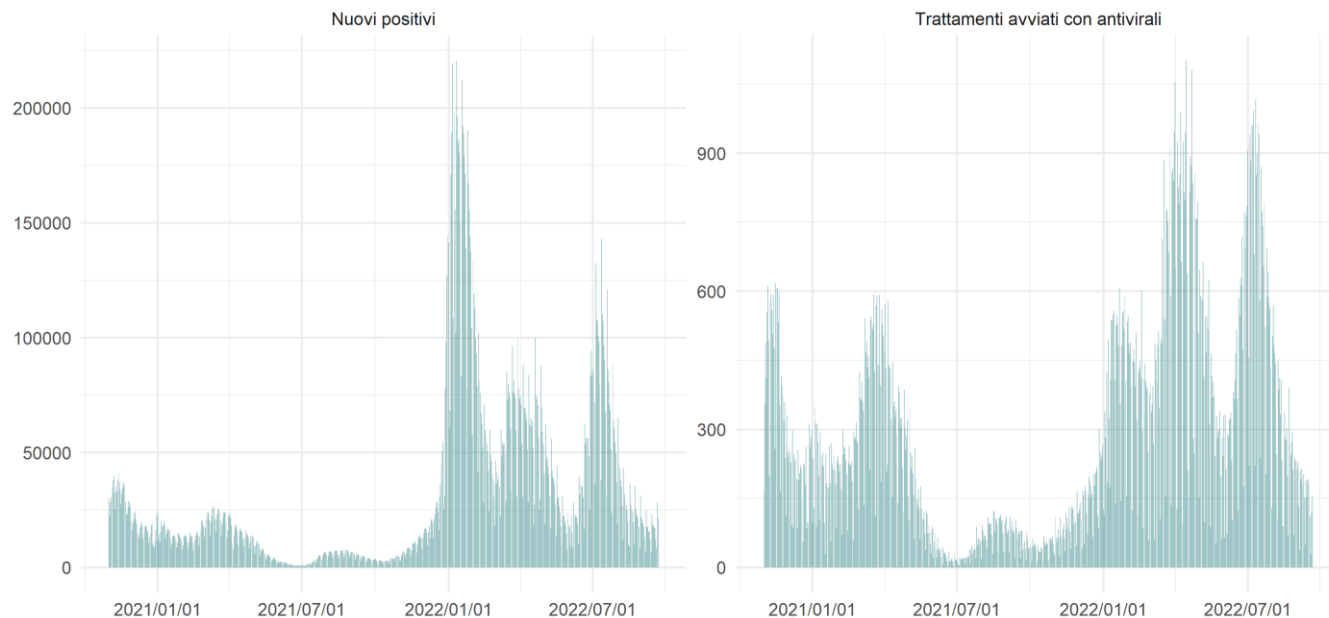 Nuovi positivi
200000
150000
100000
50000
0
2021/01/01 2021/07/01 2022/01/01 2022/07/01
Trattamenti avviati con antivirali
900
600
300
0
2021/01/01 2021/07/01 2022/01/01 2022/07/01